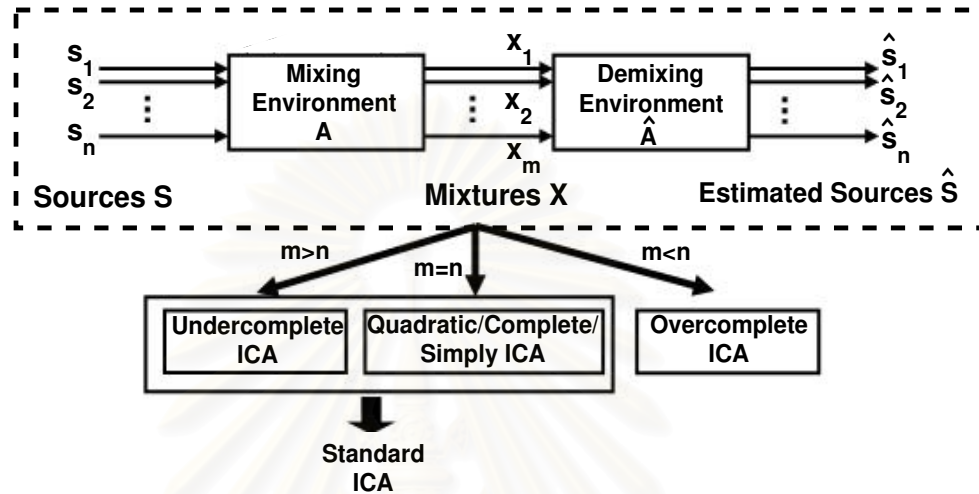 s1
s2
sn
Mixing
Environment
A
x1
x2
xm
Demixing
Environment
Â
ŝ1
ŝ2
ŝn
Sources S
Mixtures X
Estimated Sources Ŝ
m>n
m=n
m<n
Undercomplete
ICA
Quadratic/Complete/
Simply ICA
Overcomplete
ICA
Standard
ICA